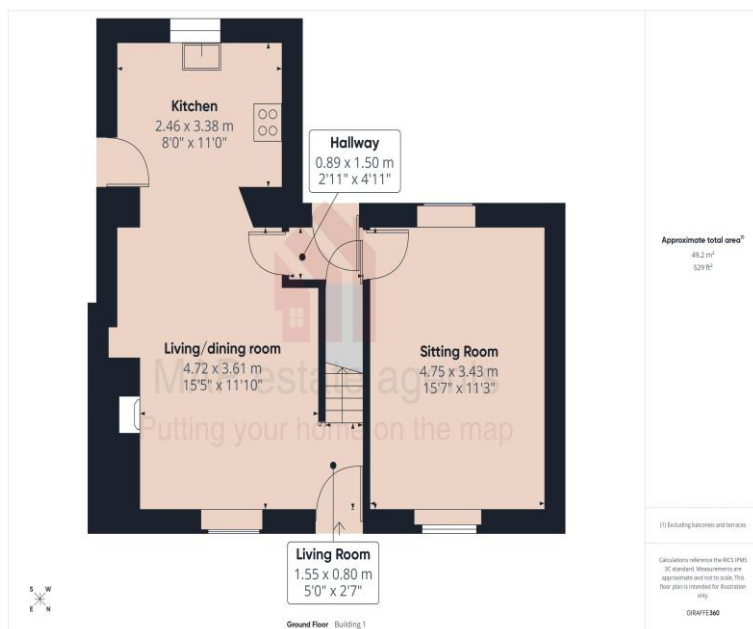 Kitchen
2.46 x 3.38 m
8'0" x 11'0"
Hallway
0.89 x 1.50 m
2'11" x 4'11"
Approximate total area⁽¹⁾
49.2 m²
529 ft²
Living/dining room
4.72 x 3.61 m
15'5" x 11'10"
Sitting Room
4.75 x 3.43 m
15'7" x 11'3"
estate agents
Putting your home on the map
Living Room
1.55 x 0.80 m
5'0" x 2'7"
(1) Excluding balconies and terraces
Calculations reference the RICS IPMS
3C standard. Measurements are
approximate and not to scale. This
floor plan is intended for illustration
only.
GIRAFFE360
S W
E N
Ground Floor Building 1